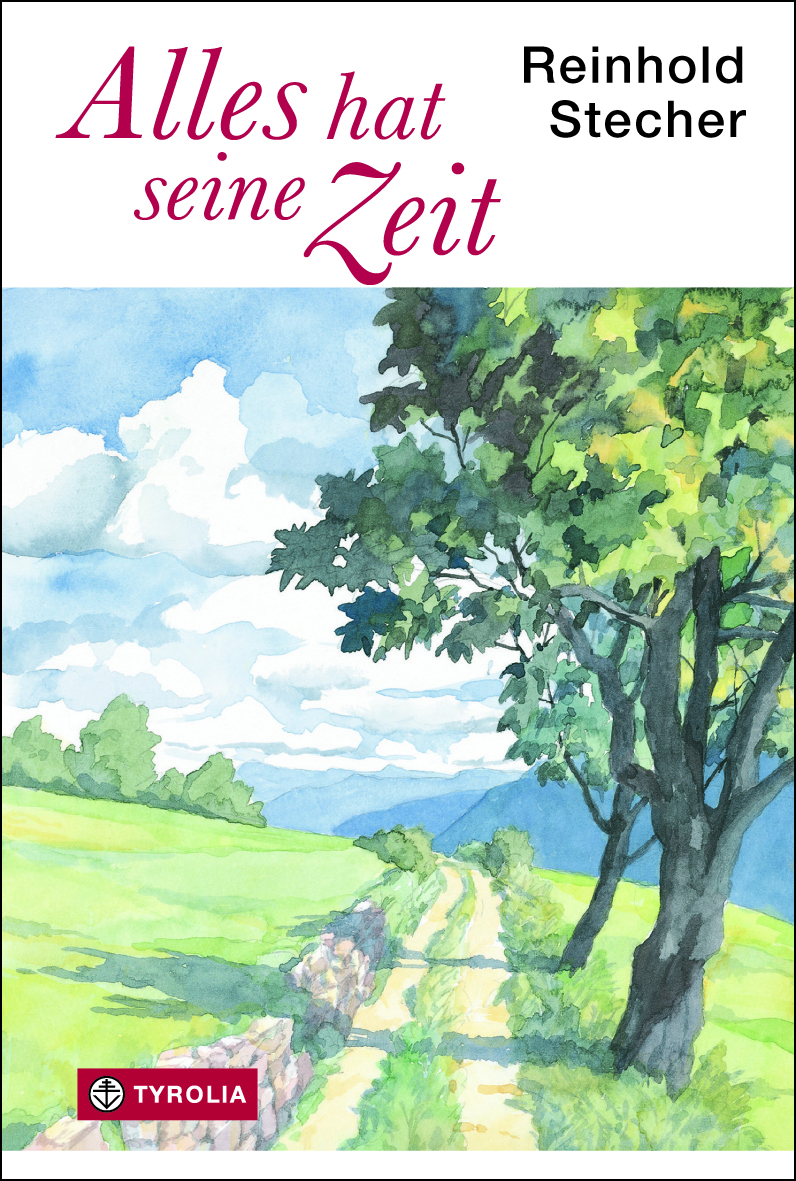 Alles hat
seine Zeit
Reinhold
Stecher
TYROLIA